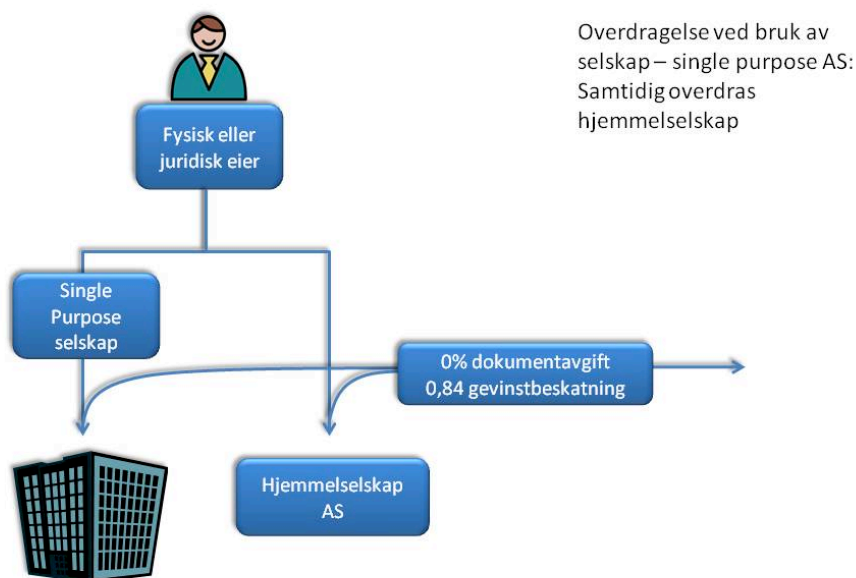 Overdragelse ved bruk av
selskap – single purpose AS:
Samtidig overdras
hjemmelselskap
Fysisk eller
juridisk eier
Single
Purpose
selskap
0% dokumentavgift
0,84 gevinstbeskatning
Hjemmelselskap
AS